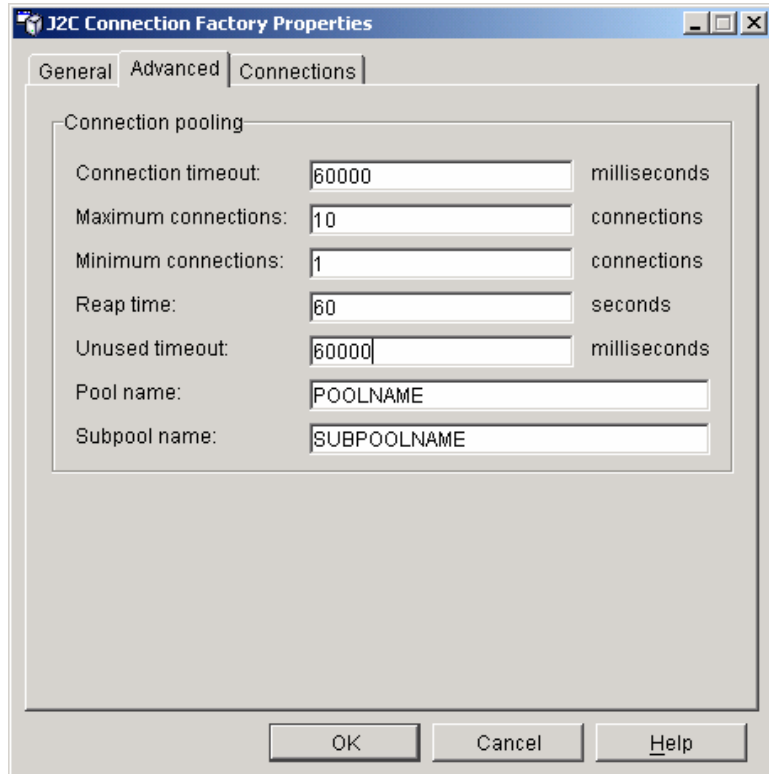 J2C Connection Factory Properties
General Advanced Connections
Connection pooling
Connection timeout: 60000 milliseconds
Maximum connections: 10 connections
Minimum connections: 1 connections
Reap time: 60 seconds
Unused timeout: 60000 milliseconds
Pool name: POOLNAME
Subpool name: SUBPOOLNAME
OK Cancel Help